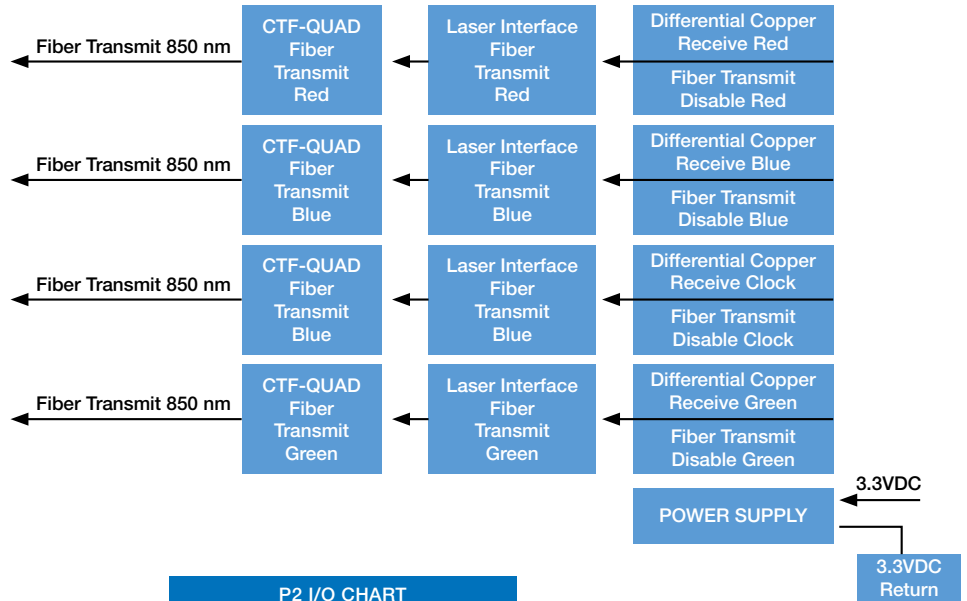 Fiber Transmit 850 nm
CTF-QUAD
Fiber
Transmit
Red
Laser Interface
Fiber
Transmit
Red
Differential Copper
Receive Red
Fiber Transmit
Disable Red
Fiber Transmit 850 nm
CTF-QUAD
Fiber
Transmit
Blue
Laser Interface
Fiber
Transmit
Blue
Differential Copper
Receive Blue
Fiber Transmit
Disable Blue
Fiber Transmit 850 nm
CTF-QUAD
Fiber
Transmit
Blue
Laser Interface
Fiber
Transmit
Blue
Differential Copper
Receive Clock
Fiber Transmit
Disable Clock
Fiber Transmit 850 nm
CTF-QUAD
Fiber
Transmit
Green
Laser Interface
Fiber
Transmit
Green
Differential Copper
Receive Green
Fiber Transmit
Disable Green
3.3VDC
POWER SUPPLY
3.3VDC
Return
P2 I/O CHART